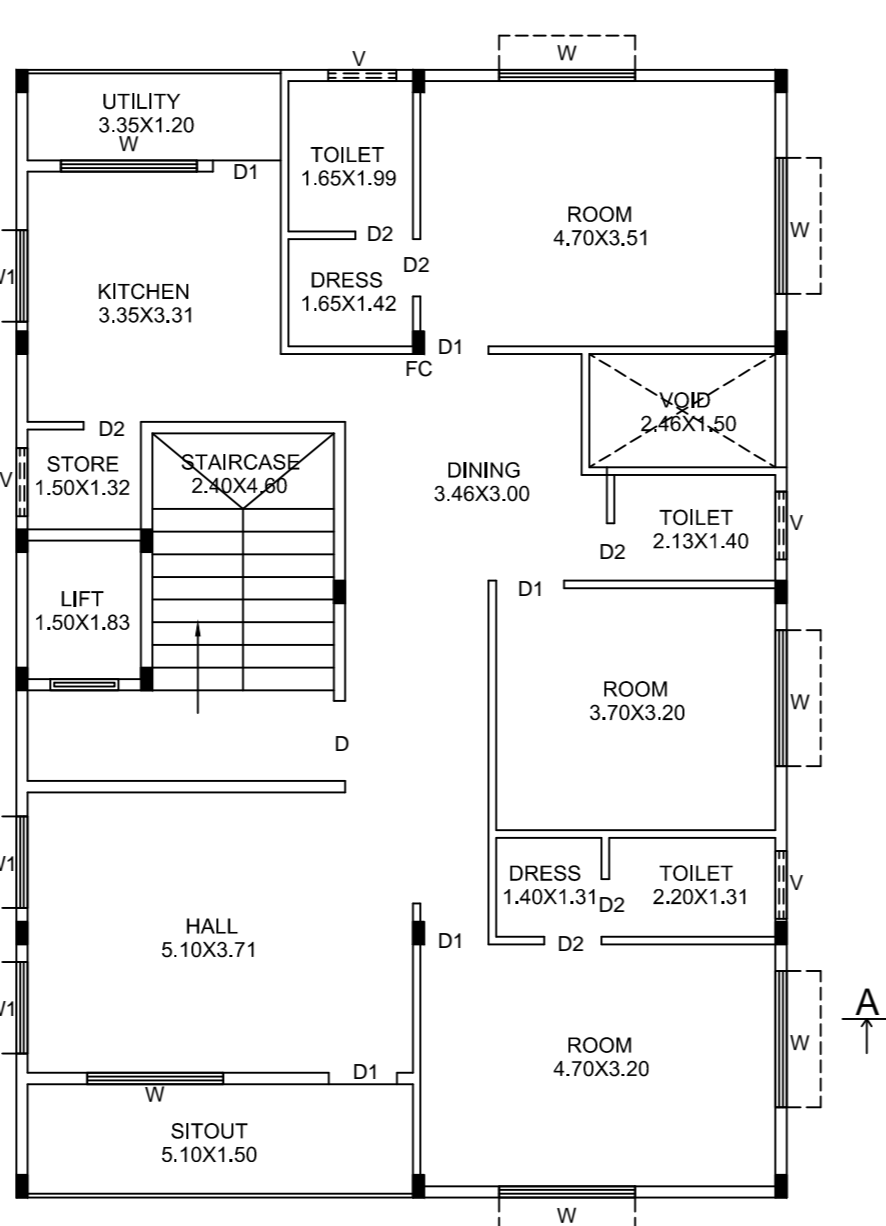 V
W
UTILITY
3.35X1.20
W
D1
TOILET
1.65X1.99
D2
ROOM
4.70X3.51
W
D2
DRESS
1.65X1.42
KITCHEN
3.35X3.31
D1
FC
VOID
2.46X1.50
D2
STORE
1.50X1.32
V
STAIRCASE
2.40X4.60
DINING
3.46X3.00
TOILET
2.13X1.40
V
D2
D1
LIFT
1.50X1.83
ROOM
3.70X3.20
W
D
DRESS
1.40X1.31
D2
TOILET
2.20X1.31
V
HALL
5.10X3.71
D1
D2
A
ROOM
4.70X3.20
W
D1
W
SITOUT
5.10X1.50
W